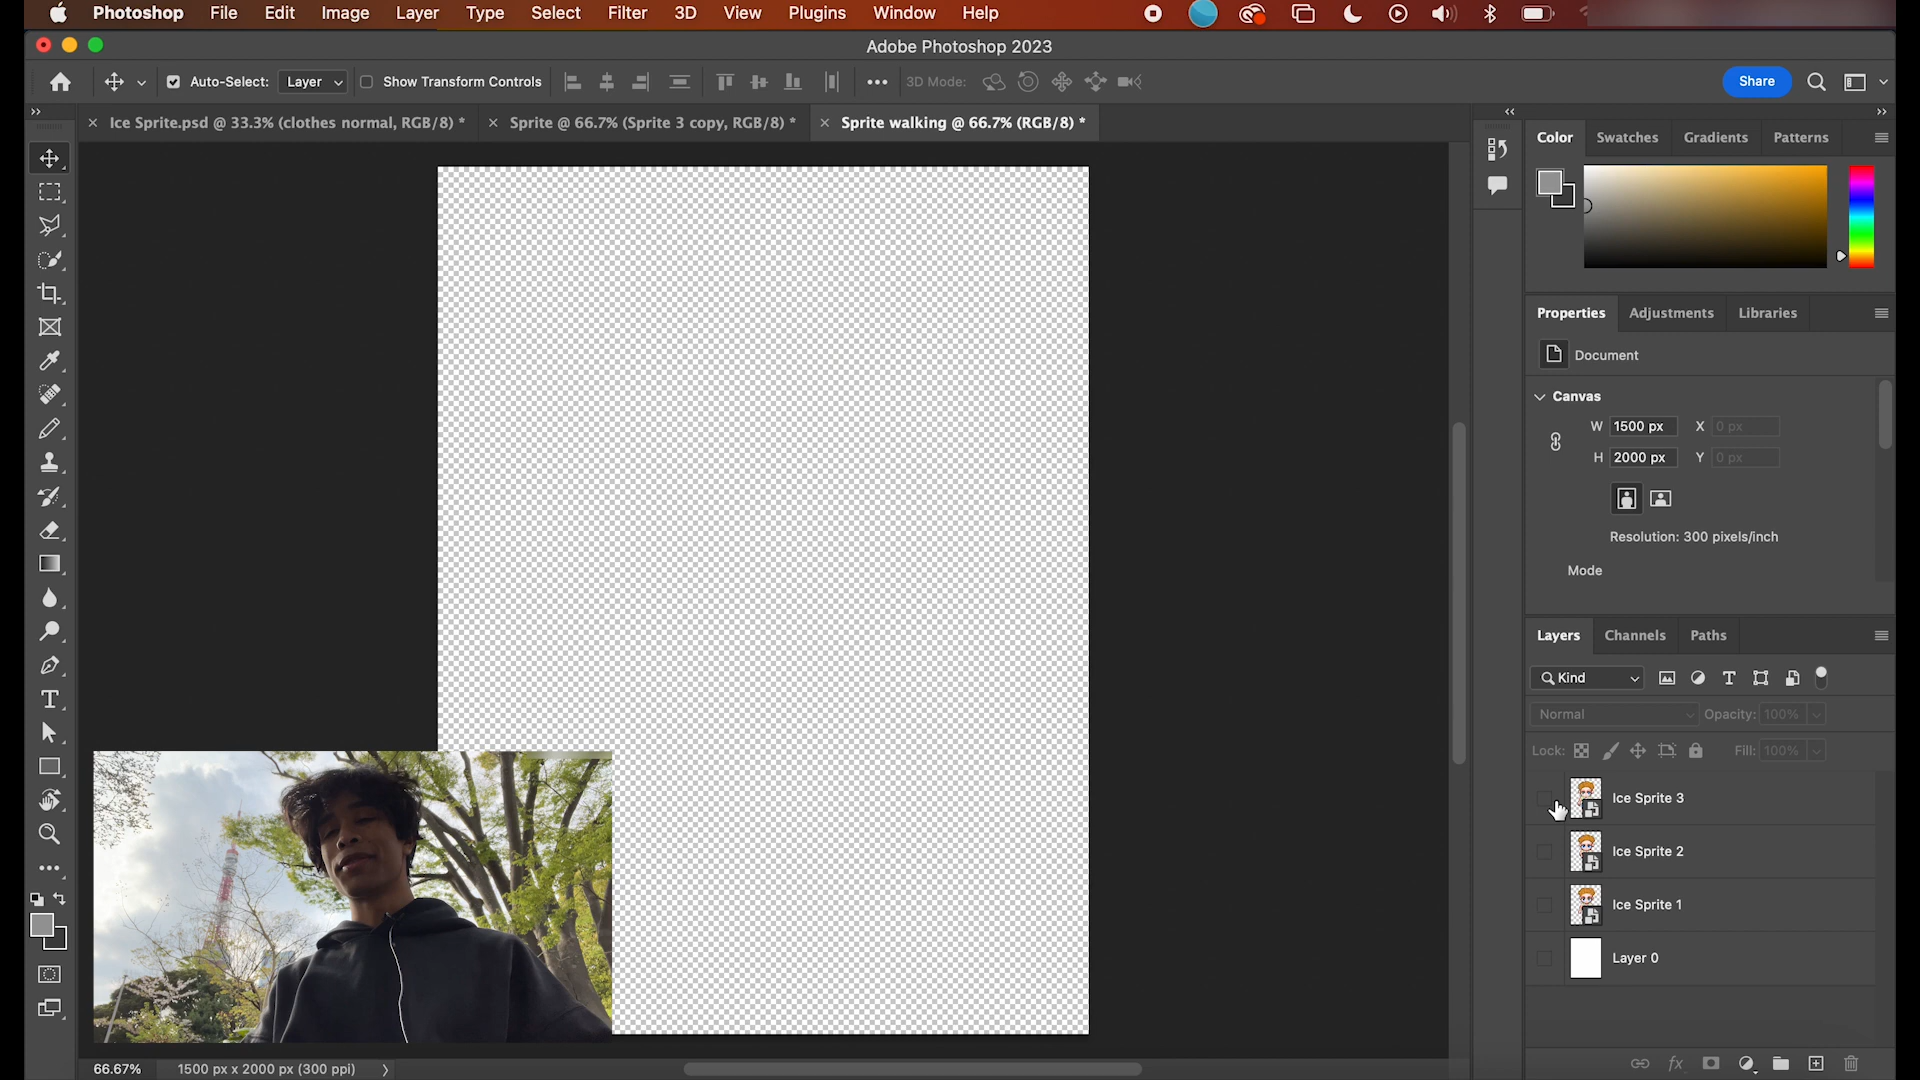 Photoshop File Edit Image Layer Type Select Filter 3D View Plugins Window Help
Adobe Photoshop 2023
Auto-Select: Layer Show Transform Controls 3D Mode: Share
Ice Sprite.psd @ 33.3% (clothes normal, RGB/8) * Sprite @ 66.7% (Sprite 3 copy, RGB/8) * Sprite walking @ 66.7% (RGB/8) *
Color Swatches Gradients Patterns
Properties Adjustments Libraries
Document
Canvas
W 1500 px X 0 px
H 2000 px Y 0 px
Resolution: 300 pixels/inch
Mode
Layers Channels Paths
Kind
Normal Opacity: 100%
Lock: Fill: 100%
Ice Sprite 3
Ice Sprite 2
Ice Sprite 1
Layer 0
66.67% 1500 px x 2000 px (300 ppi)